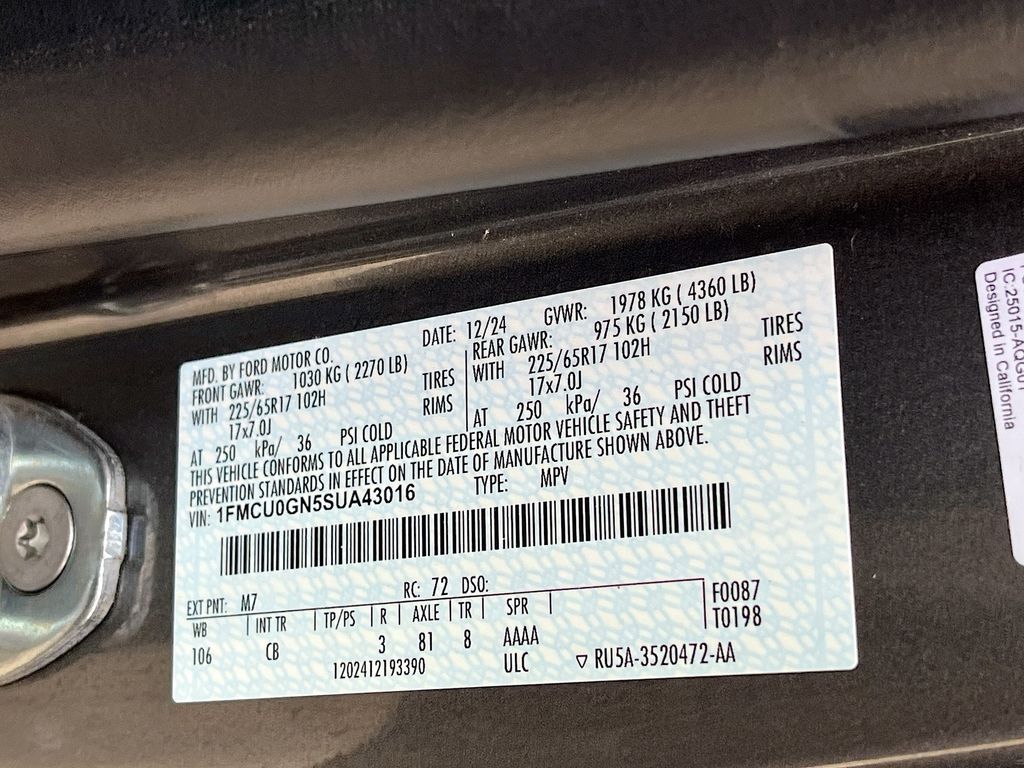 MFD. BY FORD MOTOR CO.
DATE: 12/24 GVWR: 1978 KG ( 4360 LB)
FRONT GAWR: 1030 KG ( 2270 LB)
WITH 225/65R17 102H TIRES
17x7.0J RIMS
AT 250 kPa/ 36 PSI COLD
REAR GAWR: 975 KG ( 2150 LB)
WITH 225/65R17 102H TIRES
17x7.0J RIMS
AT 250 kPa/ 36 PSI COLD
THIS VEHICLE CONFORMS TO ALL APPLICABLE FEDERAL MOTOR VEHICLE SAFETY AND THEFT
PREVENTION STANDARDS IN EFFECT ON THE DATE OF MANUFACTURE SHOWN ABOVE.
VIN: 1FMCU0GN5SUA43016 TYPE: MPV
EXT PNT: M7 RC: 72 DSO:
WB INT TR TP/PS R AXLE TR SPR
106 CB 3 81 8 AAAA
1202412193390 ULC ▽ RU5A-3520472-AA
F0087
T0198
IC:25015-AQG01
Designed in California